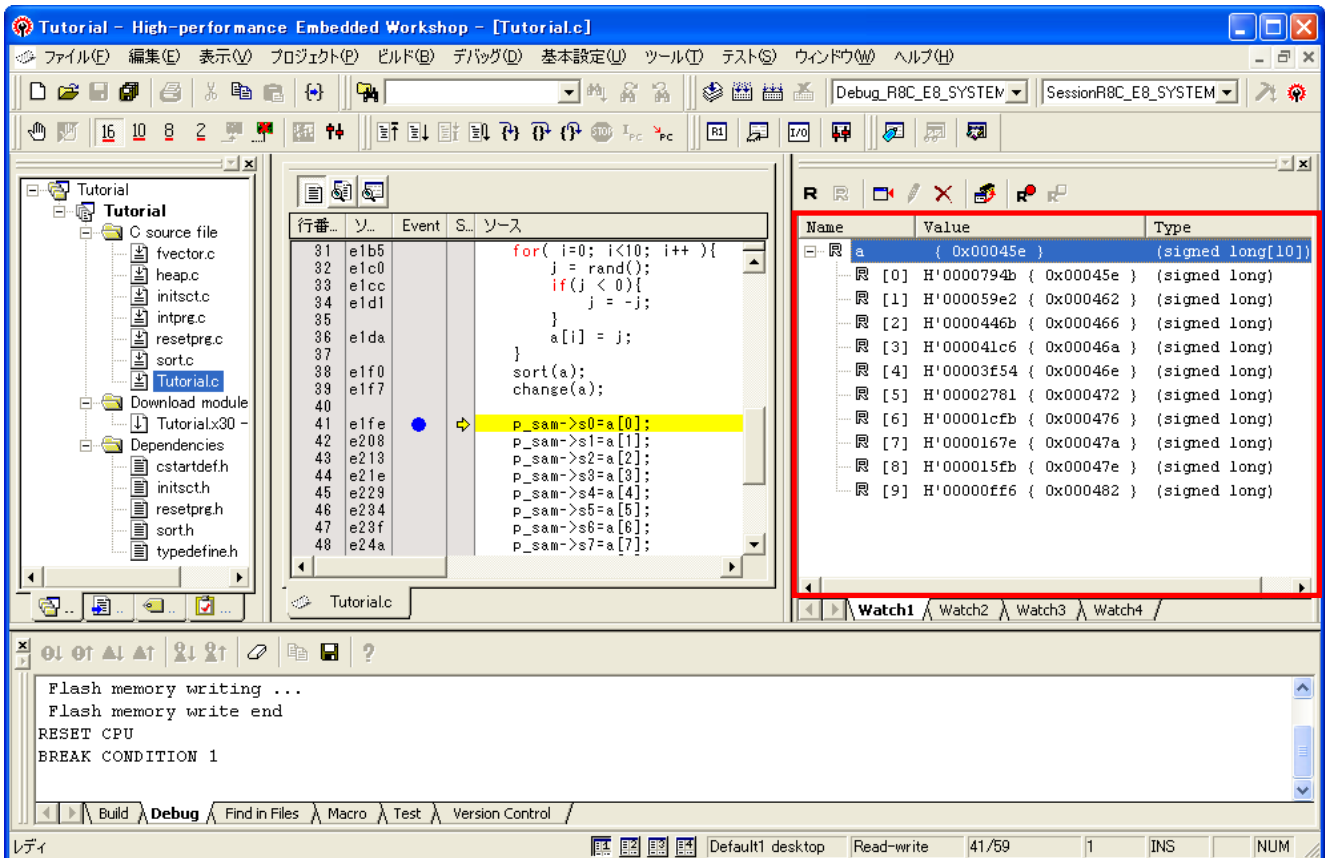 Tutorial - High-performance Embedded Workshop - [Tutorial.c]
ファイル(F) 編集(E) 表示(V) プロジェクト(P) ビルド(B) デバッグ(D) 基本設定(U) ツール(T) テスト(S) ウィンドウ(W) ヘルプ(H)
Debug_R8C_E8_SYSTEM SessionR8C_E8_SYSTEM
16 10 8 2 PC PC R1 I/O
Tutorial
Tutorial
C source file
fvector.c
heap.c
initsct.c
intprg.c
resetprg.c
sort.c
Tutorial.c
Download module
Tutorial.x30 -
Dependencies
cstartdef.h
initsct.h
resetprg.h
sort.h
typedefine.h
行番... ソ... Event S... ソース
31 e1b5 for( i=0; i<10; i++ ){
32 e1c0 j = rand();
33 e1cc if(j < 0){
34 e1d1 j = -j;
35 }
36 e1da a[i] = j;
37 }
38 e1f0 sort(a);
39 e1f7 change(a);
40
41 e1fe p_sam->s0=a[0];
42 e208 p_sam->s1=a[1];
43 e213 p_sam->s2=a[2];
44 e21e p_sam->s3=a[3];
45 e229 p_sam->s4=a[4];
46 e234 p_sam->s5=a[5];
47 e23f p_sam->s6=a[6];
48 e24a p_sam->s7=a[7];
Tutorial.c
Name Value Type
R a { 0x00045e } (signed long[10])
R [0] H'0000794b { 0x00045e } (signed long)
R [1] H'000059e2 { 0x000462 } (signed long)
R [2] H'0000446b { 0x000466 } (signed long)
R [3] H'000041c6 { 0x00046a } (signed long)
R [4] H'00003f54 { 0x00046e } (signed long)
R [5] H'00002781 { 0x000472 } (signed long)
R [6] H'00001cfb { 0x000476 } (signed long)
R [7] H'0000167e { 0x00047a } (signed long)
R [8] H'000015fb { 0x00047e } (signed long)
R [9] H'00000ff6 { 0x000482 } (signed long)
Watch1 Watch2 Watch3 Watch4
Flash memory writing ...
Flash memory write end
RESET CPU
BREAK CONDITION 1
Build Debug Find in Files Macro Test Version Control
レディ Default1 desktop Read-write 41/59 1 INS NUM